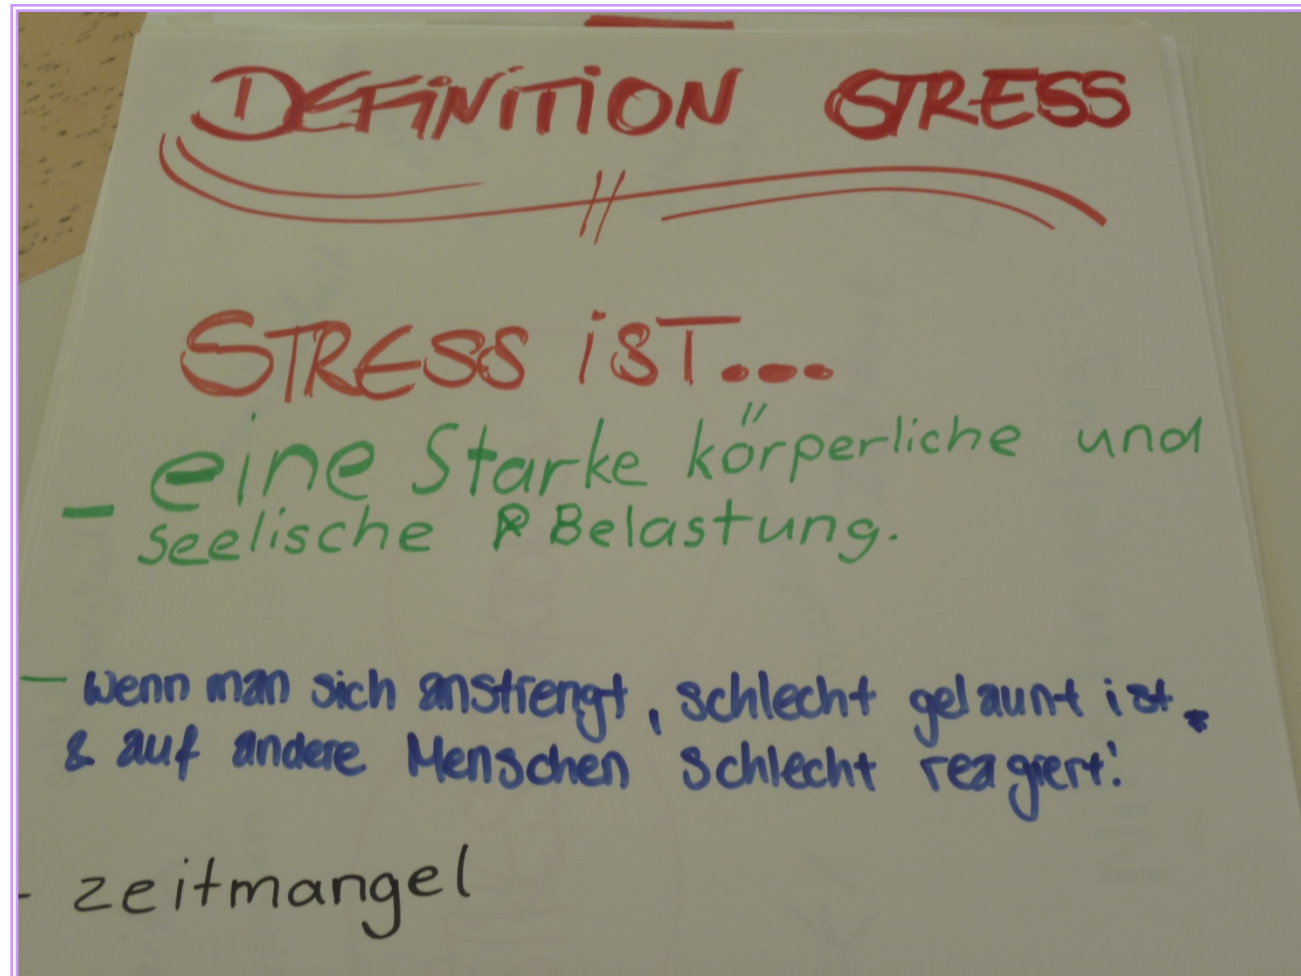 DEFINITION STRESS
STRESS IST...
- eine Starke körperliche und
seelische Belastung.
- wenn man sich anstrengt, schlecht gelaunt ist.
& auf andere Menschen schlecht reagiert!
- zeitmangel